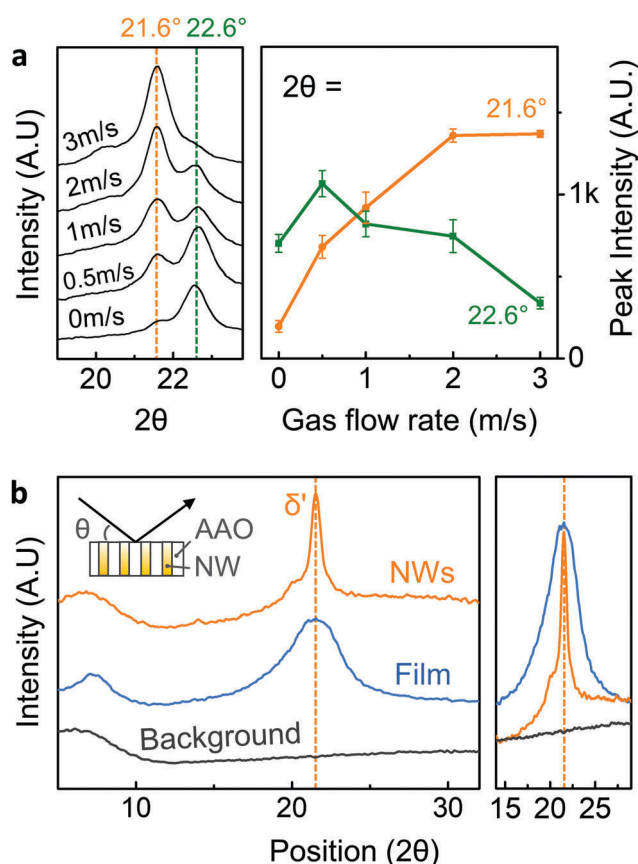 a
21.6° 22.6°
Intensity (A.U)
3m/s
2m/s
1m/s
0.5m/s
0m/s
20 22
2θ
2θ =
21.6°
22.6°
1k
0
Peak Intensity (A.U.)
0 1 2 3
Gas flow rate (m/s)
b
Intensity (A.U)
θ
AAO
NW
δ'
NWs
Film
Background
10 20 30
15 20 25
Position (2θ)